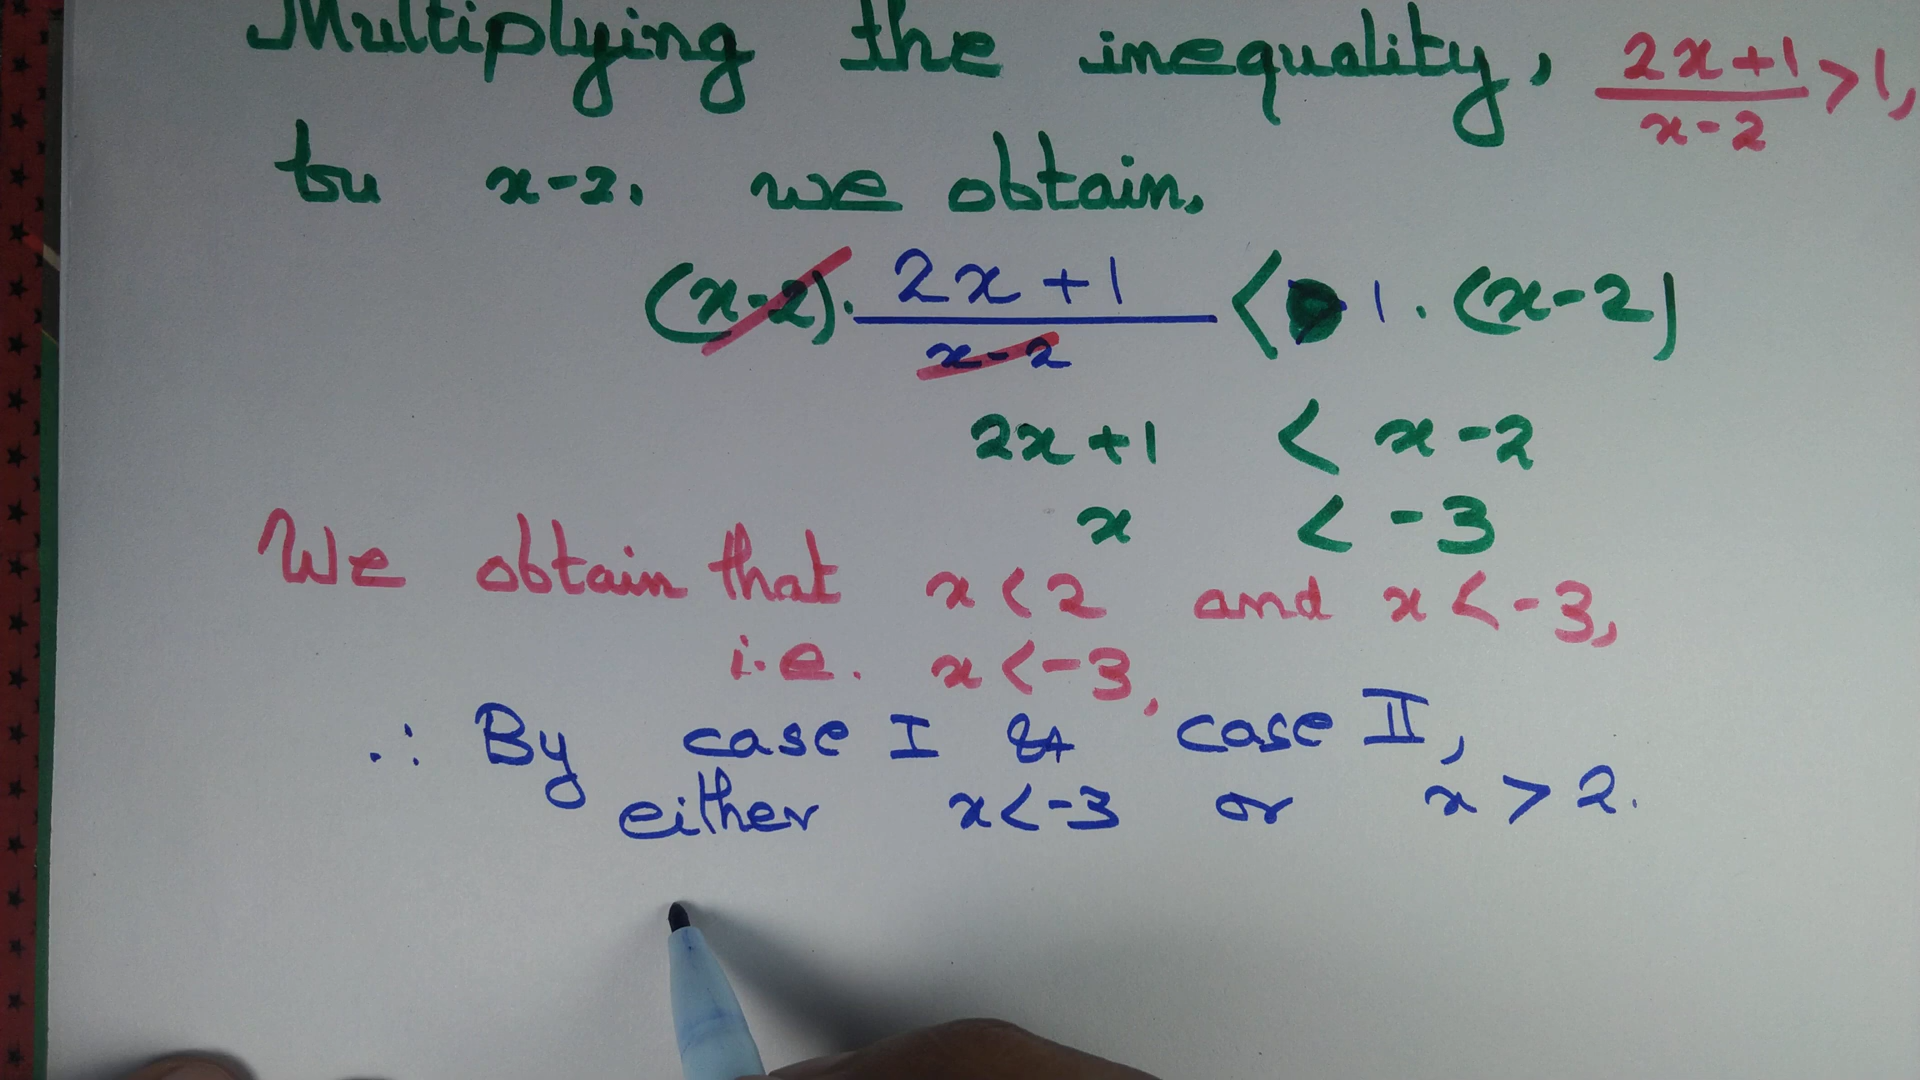 Multiplying the inequality, 2x+1/x-2 > 1,
by x-2, we obtain,
(x-2). 2x+1/x-2 < 1 . (x-2)
2x+1 < x-2
x < -3
We obtain that x<2 and x<-3,
i.e. x<-3,
∴ By case I & case II,
either x<-3 or x>2.